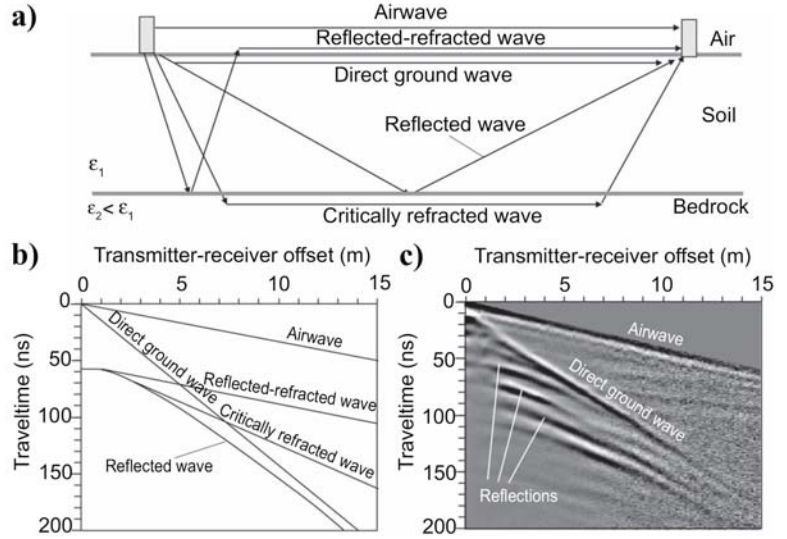 a)
Airwave
Reflected-refracted wave
Air
Direct ground wave
Soil
Reflected wave
ε1
ε2< ε1
Critically refracted wave
Bedrock
b)
Transmitter-receiver offset (m)
0 5 10 15
Traveltime (ns)
0
50
100
150
200
Airwave
Direct ground wave
Reflected-refracted wave
Critically refracted wave
Reflected wave
c)
Transmitter-receiver offset (m)
0 5 10 15
Traveltime (ns)
0
50
100
150
200
Airwave
Direct ground wave
Reflections